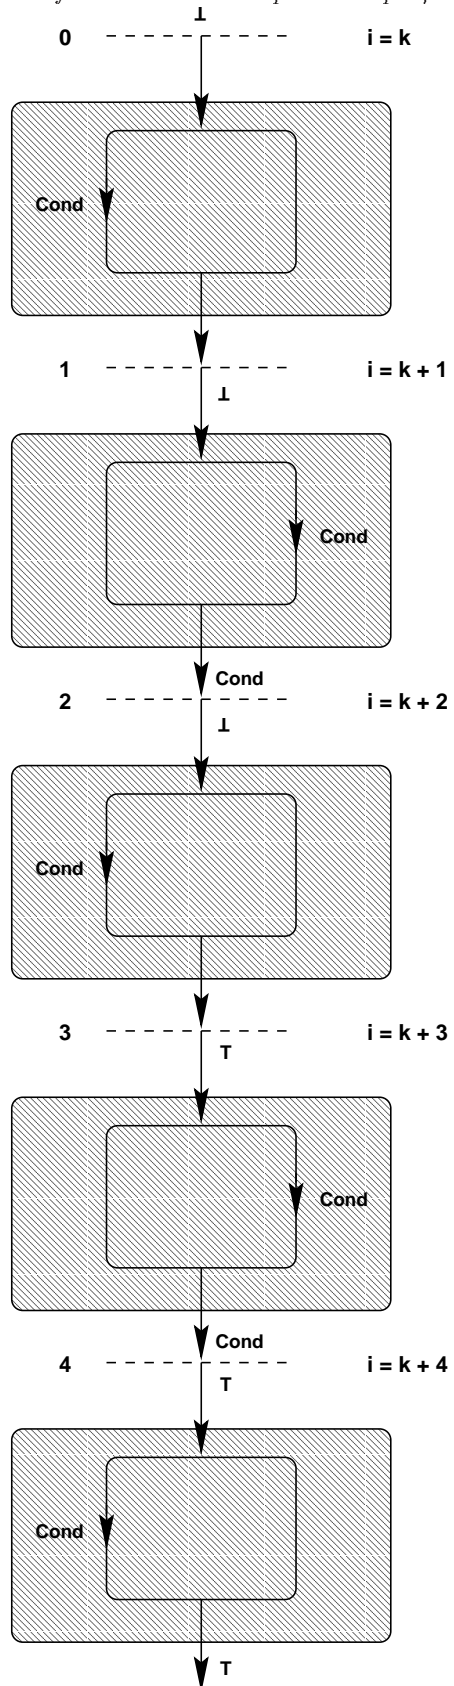 ⊥
0 i = k
Cond
1 i = k + 1
⊥
Cond
Cond
2 i = k + 2
⊥
Cond
3 i = k + 3
T
Cond
Cond
4 i = k + 4
T
Cond
T